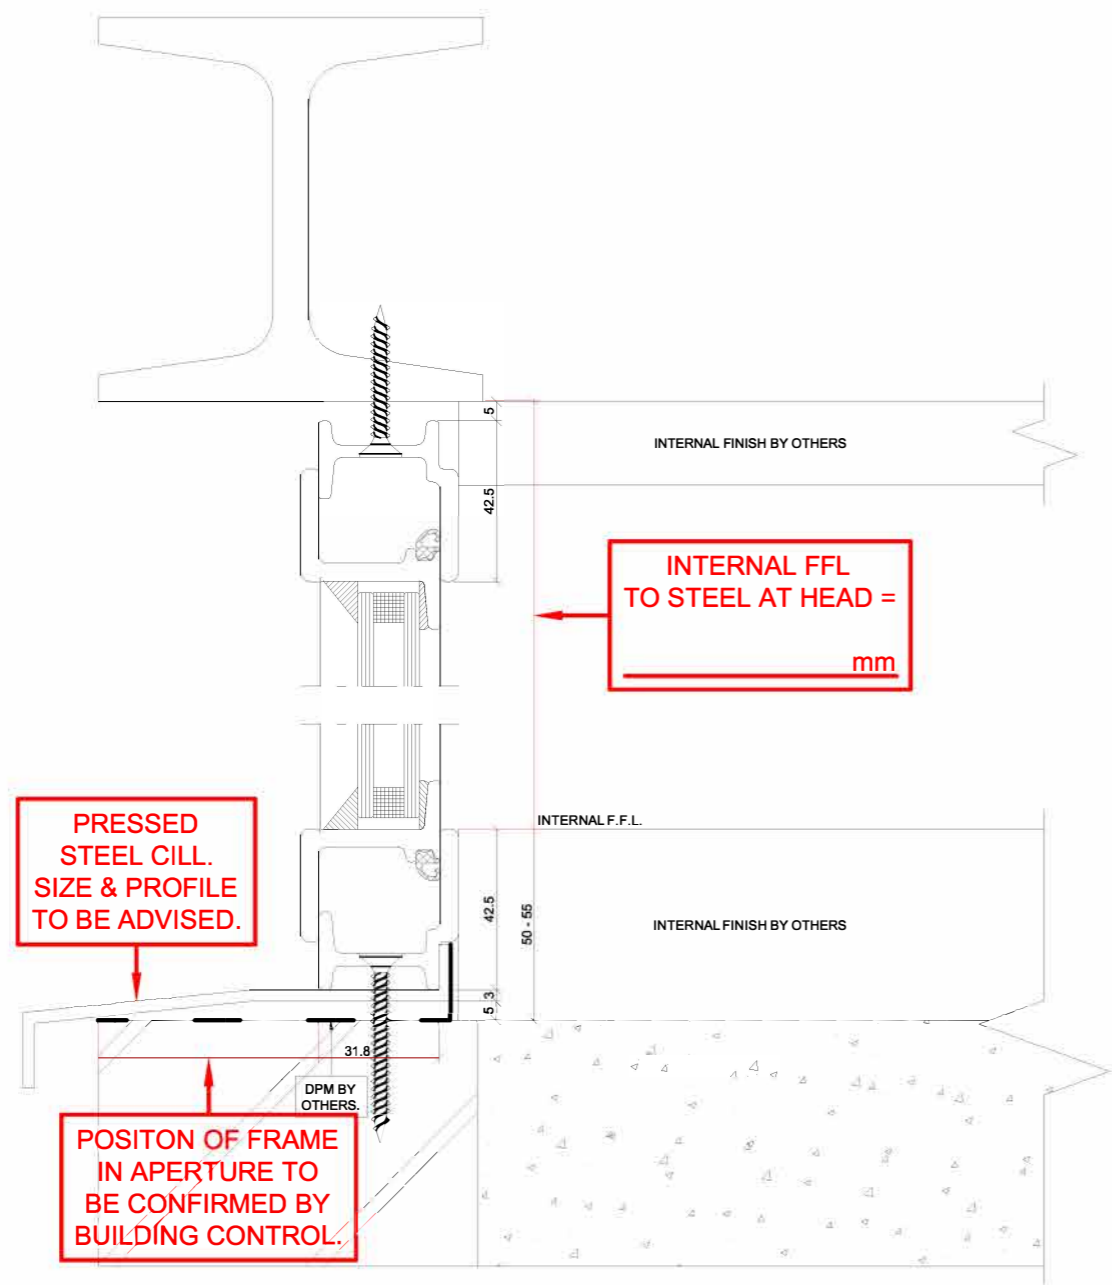 5
INTERNAL FINISH BY OTHERS
42.5
INTERNAL FFL
TO STEEL AT HEAD =
mm
PRESSED
STEEL CILL.
SIZE & PROFILE
TO BE ADVISED.
INTERNAL F.F.L.
42.5
50 - 55
INTERNAL FINISH BY OTHERS
3
5
31.8
DPM BY
OTHERS.
POSITON OF FRAME
IN APERTURE TO
BE CONFIRMED BY
BUILDING CONTROL.